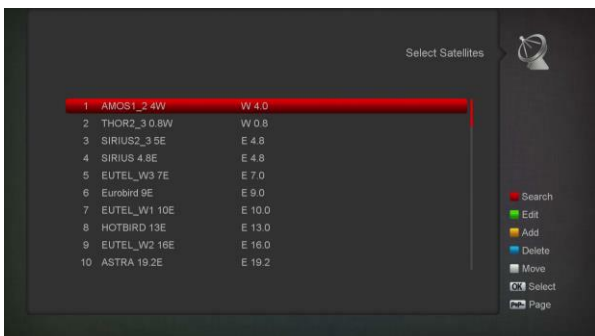 Select Satellites
1 AMOS1_2 4W W 4.0
2 THOR2_3 0.8W W 0.8
3 SIRIUS2_3 5E E 4.8
4 SIRIUS 4.8E E 4.8
5 EUTEL_W3 7E E 7.0
6 Eurobird 9E E 9.0
7 EUTEL_W1 10E E 10.0
8 HOTBIRD 13E E 13.0
9 EUTEL_W2 16E E 16.0
10 ASTRA 19.2E E 19.2
Search
Edit
Add
Delete
Move
OK Select
Page